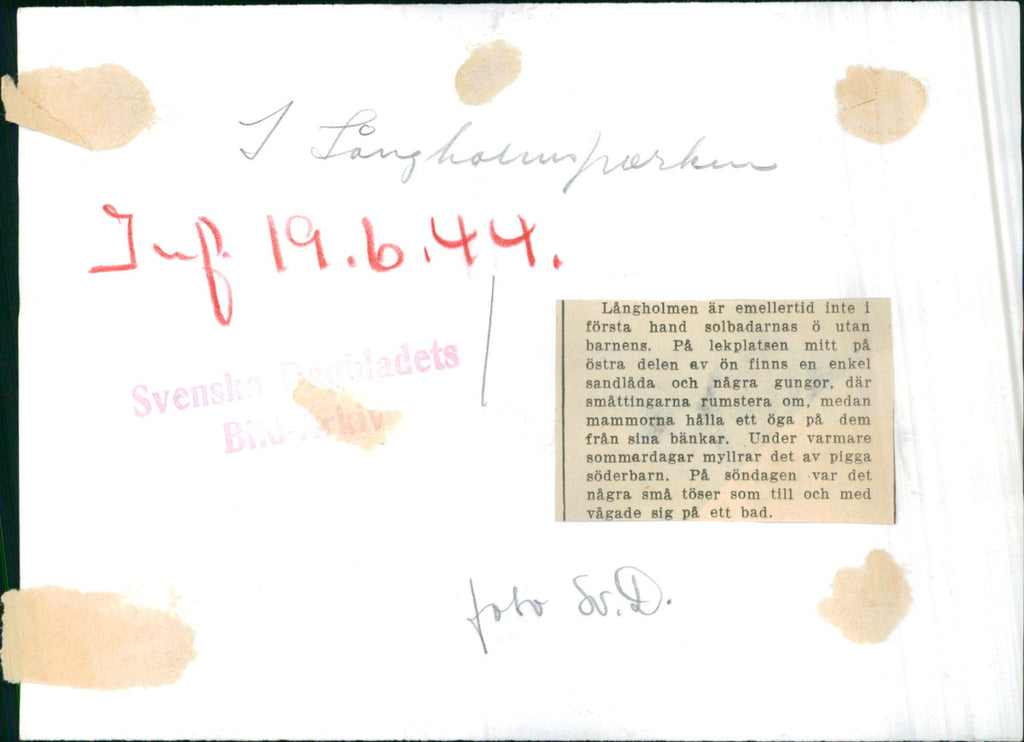 I Långholmsparken
Inf. 19.6.44.
Svenska Dagbladets
Bild-Arkiv
Långholmen är emellertid inte i
första hand solbadarnas ö utan
barnens. På lekplatsen mitt på
östra delen av ön finns en enkel
sandlåda och några gungor, där
småttingarna rumstera om, medan
mammorna hålla ett öga på dem
från sina bänkar. Under varmare
sommardagar myllrar det av pigga
söderbarn. På söndagen var det
några små töser som till och med
vågade sig på ett bad.
foto Sv.D.